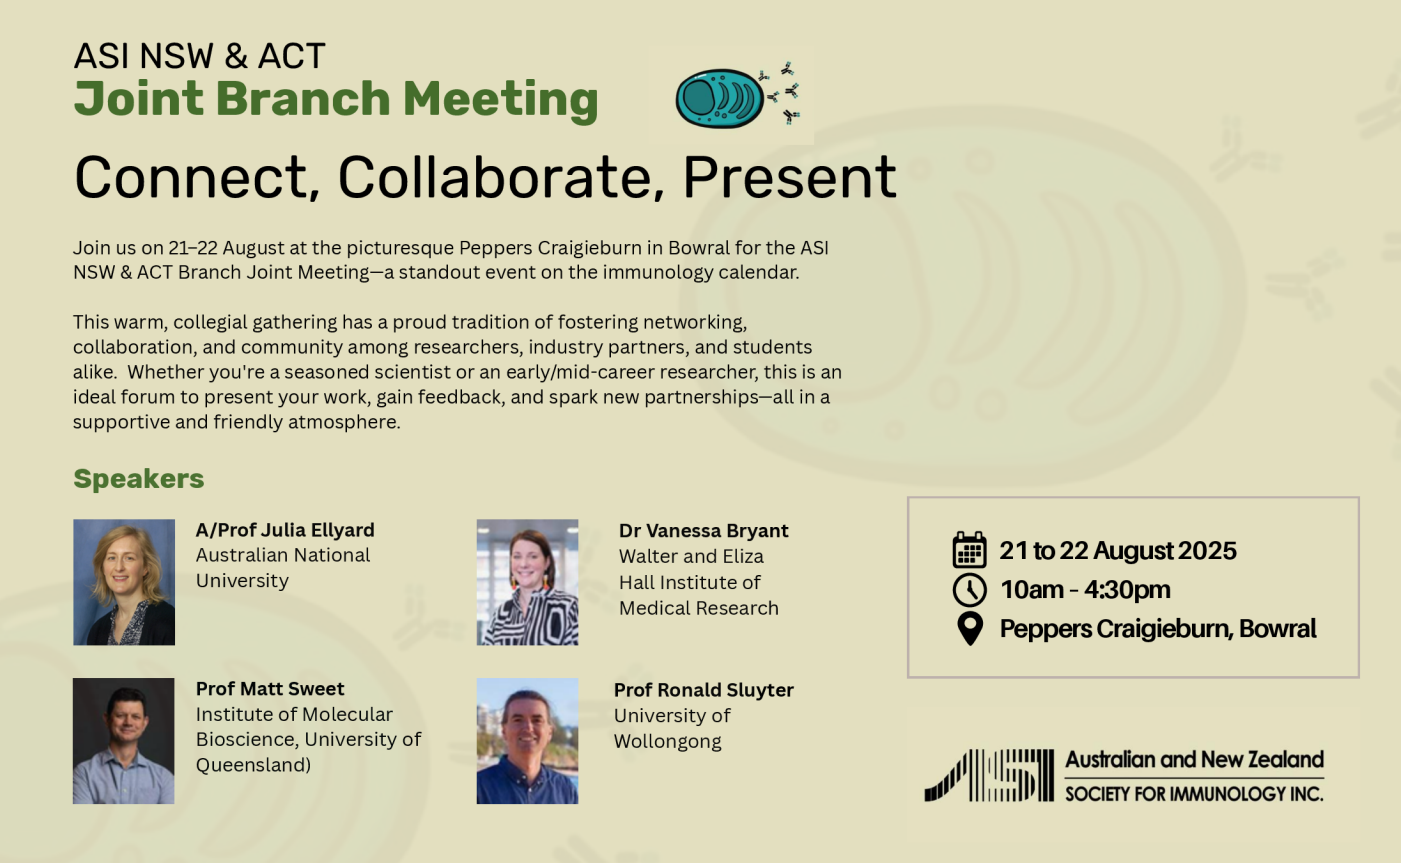 ASI NSW & ACT
Joint Branch Meeting
Connect, Collaborate, Present
Join us on 21–22 August at the picturesque Peppers Craigieburn in Bowral for the ASI
NSW & ACT Branch Joint Meeting—a standout event on the immunology calendar.
This warm, collegial gathering has a proud tradition of fostering networking,
collaboration, and community among researchers, industry partners, and students
alike.  Whether you're a seasoned scientist or an early/mid-career researcher, this is an
ideal forum to present your work, gain feedback, and spark new partnerships—all in a
supportive and friendly atmosphere.
Speakers
A/Prof Julia Ellyard
Australian National
University
Dr Vanessa Bryant
Walter and Eliza
Hall Institute of
Medical Research
Prof Matt Sweet
Institute of Molecular
Bioscience, University of
Queensland)
Prof Ronald Sluyter
University of
Wollongong
21 to 22 August 2025
10am - 4:30pm
Peppers Craigieburn, Bowral
ASI
Australian and New Zealand
SOCIETY FOR IMMUNOLOGY INC.